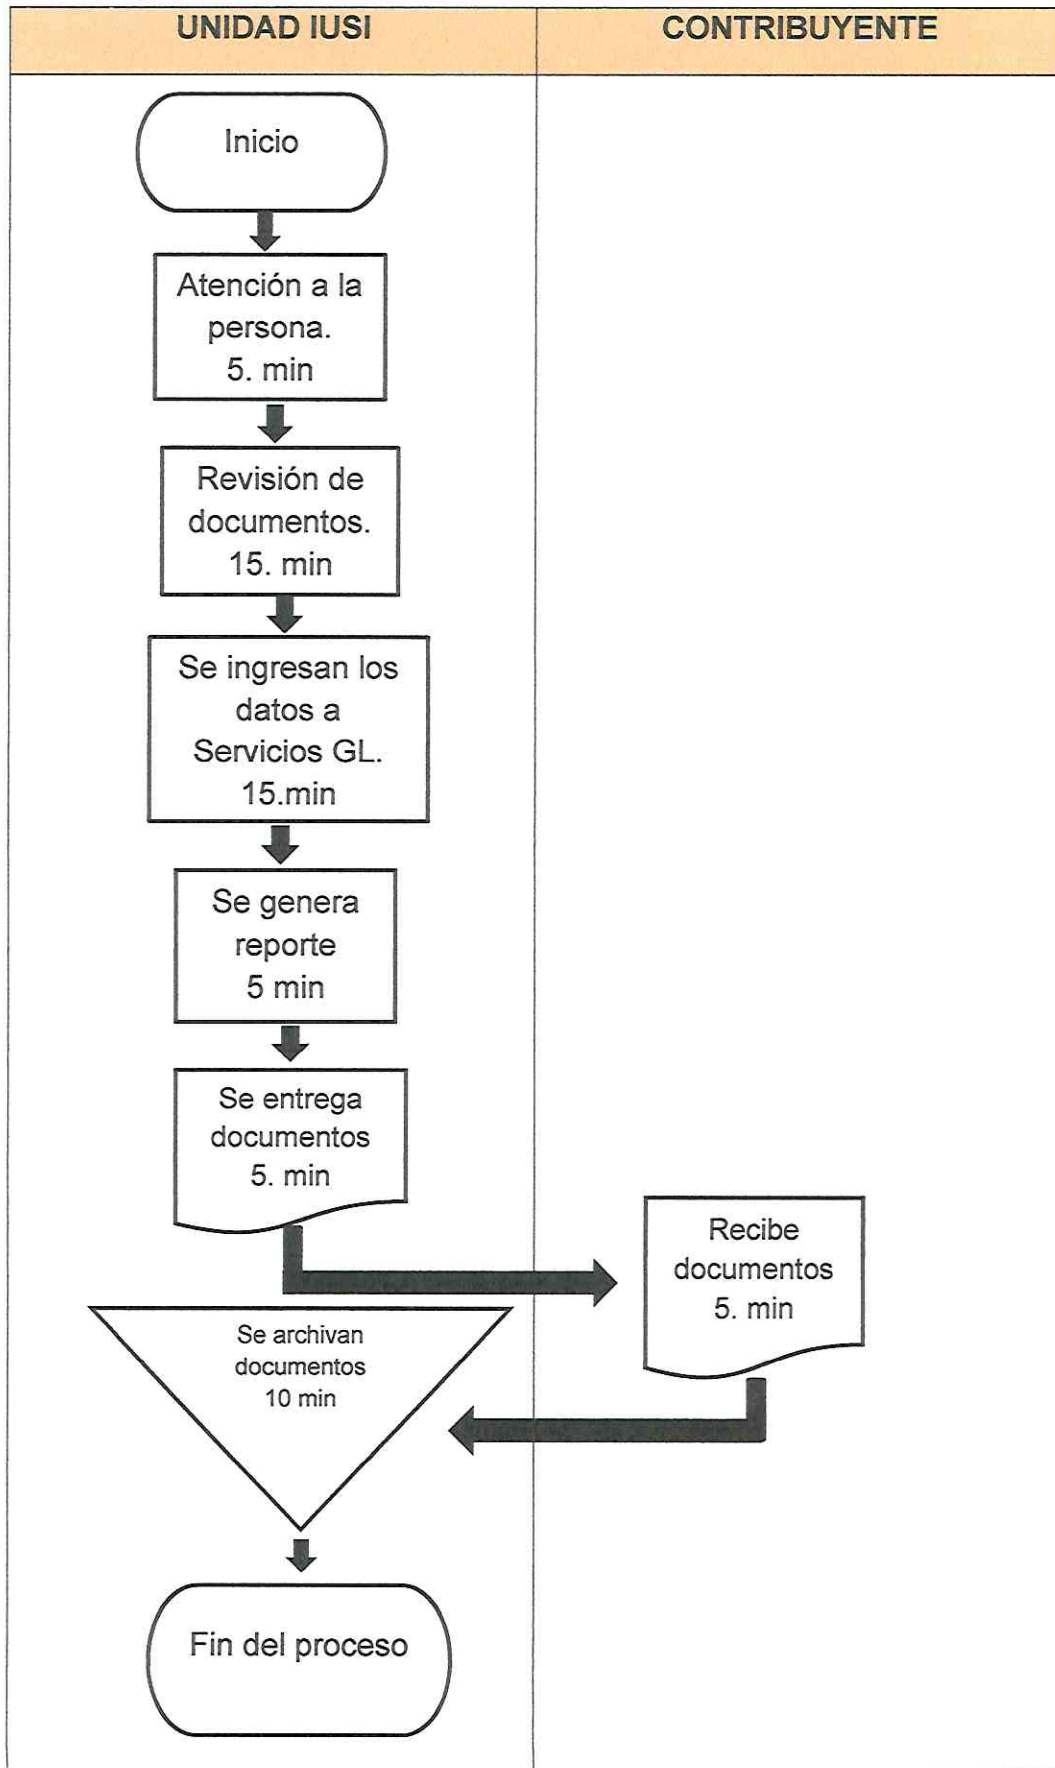 UNIDAD IUSI
CONTRIBUYENTE
Inicio
Atención a la
persona.
5. min
Revisión de
documentos.
15. min
Se ingresan los
datos a
Servicios GL.
15.min
Se genera
reporte
5 min
Se entrega
documentos
5. min
Recibe
documentos
5. min
Se archivan
documentos
10 min
Fin del proceso